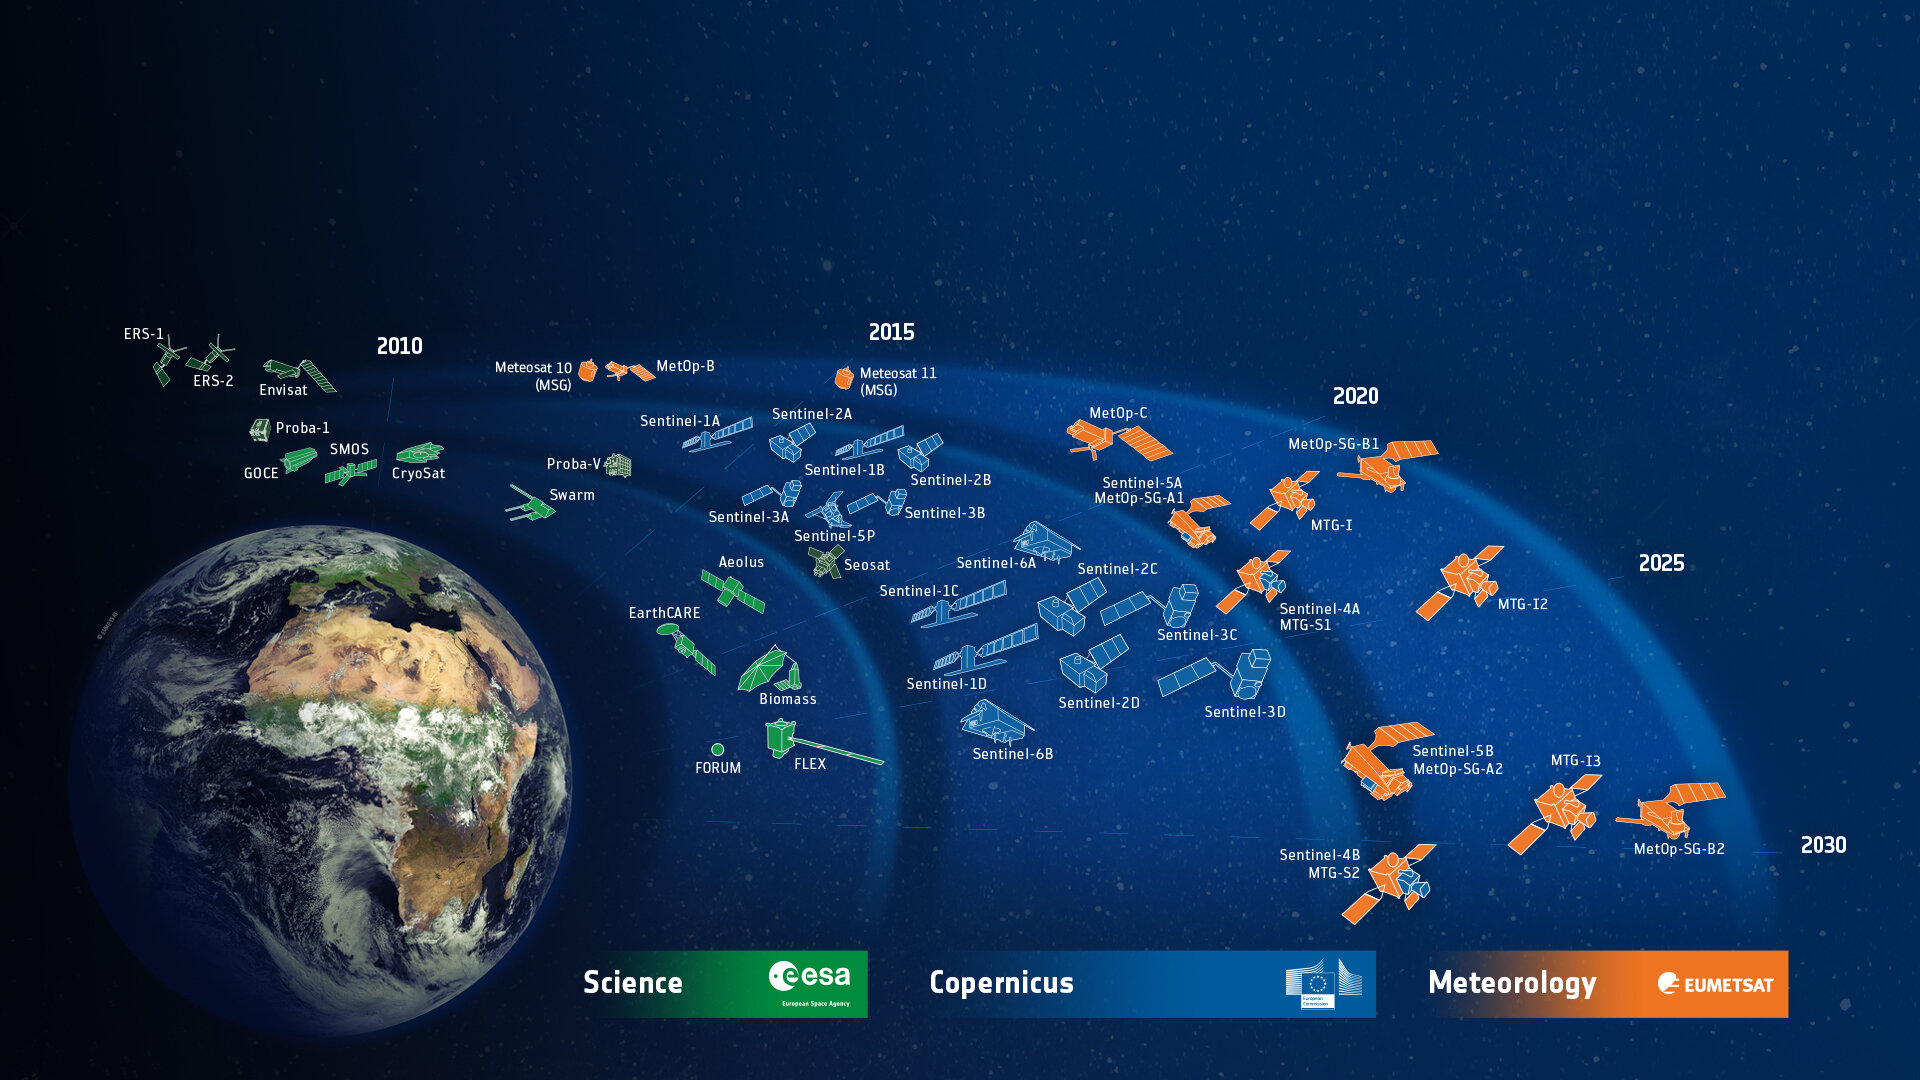 2010
2015
2020
2025
2030
ERS-1
ERS-2
Envisat
Proba-1
GOCE
SMOS
CryoSat
Meteosat 10
(MSG)
MetOp-B
Meteosat 11
(MSG)
Proba-V
Swarm
Sentinel-1A
Sentinel-2A
Sentinel-1B
Sentinel-2B
Sentinel-3A
Sentinel-3B
Sentinel-5P
Seosat
Aeolus
EarthCARE
Biomass
FORUM
FLEX
MetOp-C
MetOp-SG-B1
Sentinel-5A
MetOp-SG-A1
MTG-I
Sentinel-6A
Sentinel-2C
Sentinel-1C
Sentinel-3C
Sentinel-4A
MTG-S1
MTG-I2
Sentinel-1D
Sentinel-2D
Sentinel-3D
Sentinel-6B
Sentinel-5B
MetOp-SG-A2
MTG-I3
MetOp-SG-B2
Sentinel-4B
MTG-S2
© EUMETSAT
Science
esa
European Space Agency
Copernicus
European
Commission
Meteorology
EUMETSAT